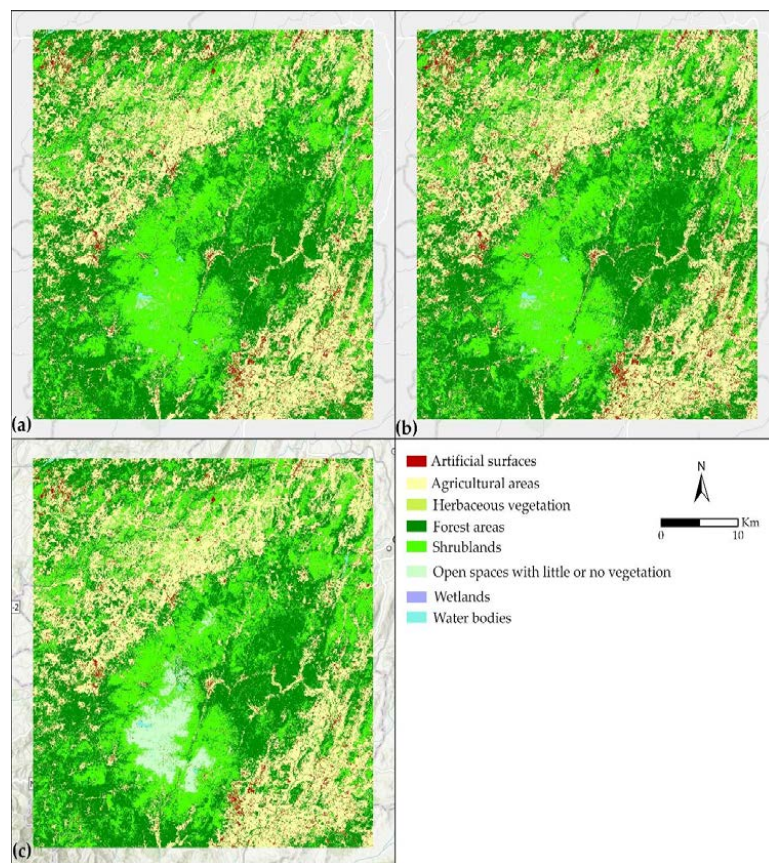 (a)
(b)
(c)
Artificial surfaces
Agricultural areas
Herbaceous vegetation
Forest areas
Shrublands
Open spaces with little or no vegetation
Wetlands
Water bodies
N
Km
0 10